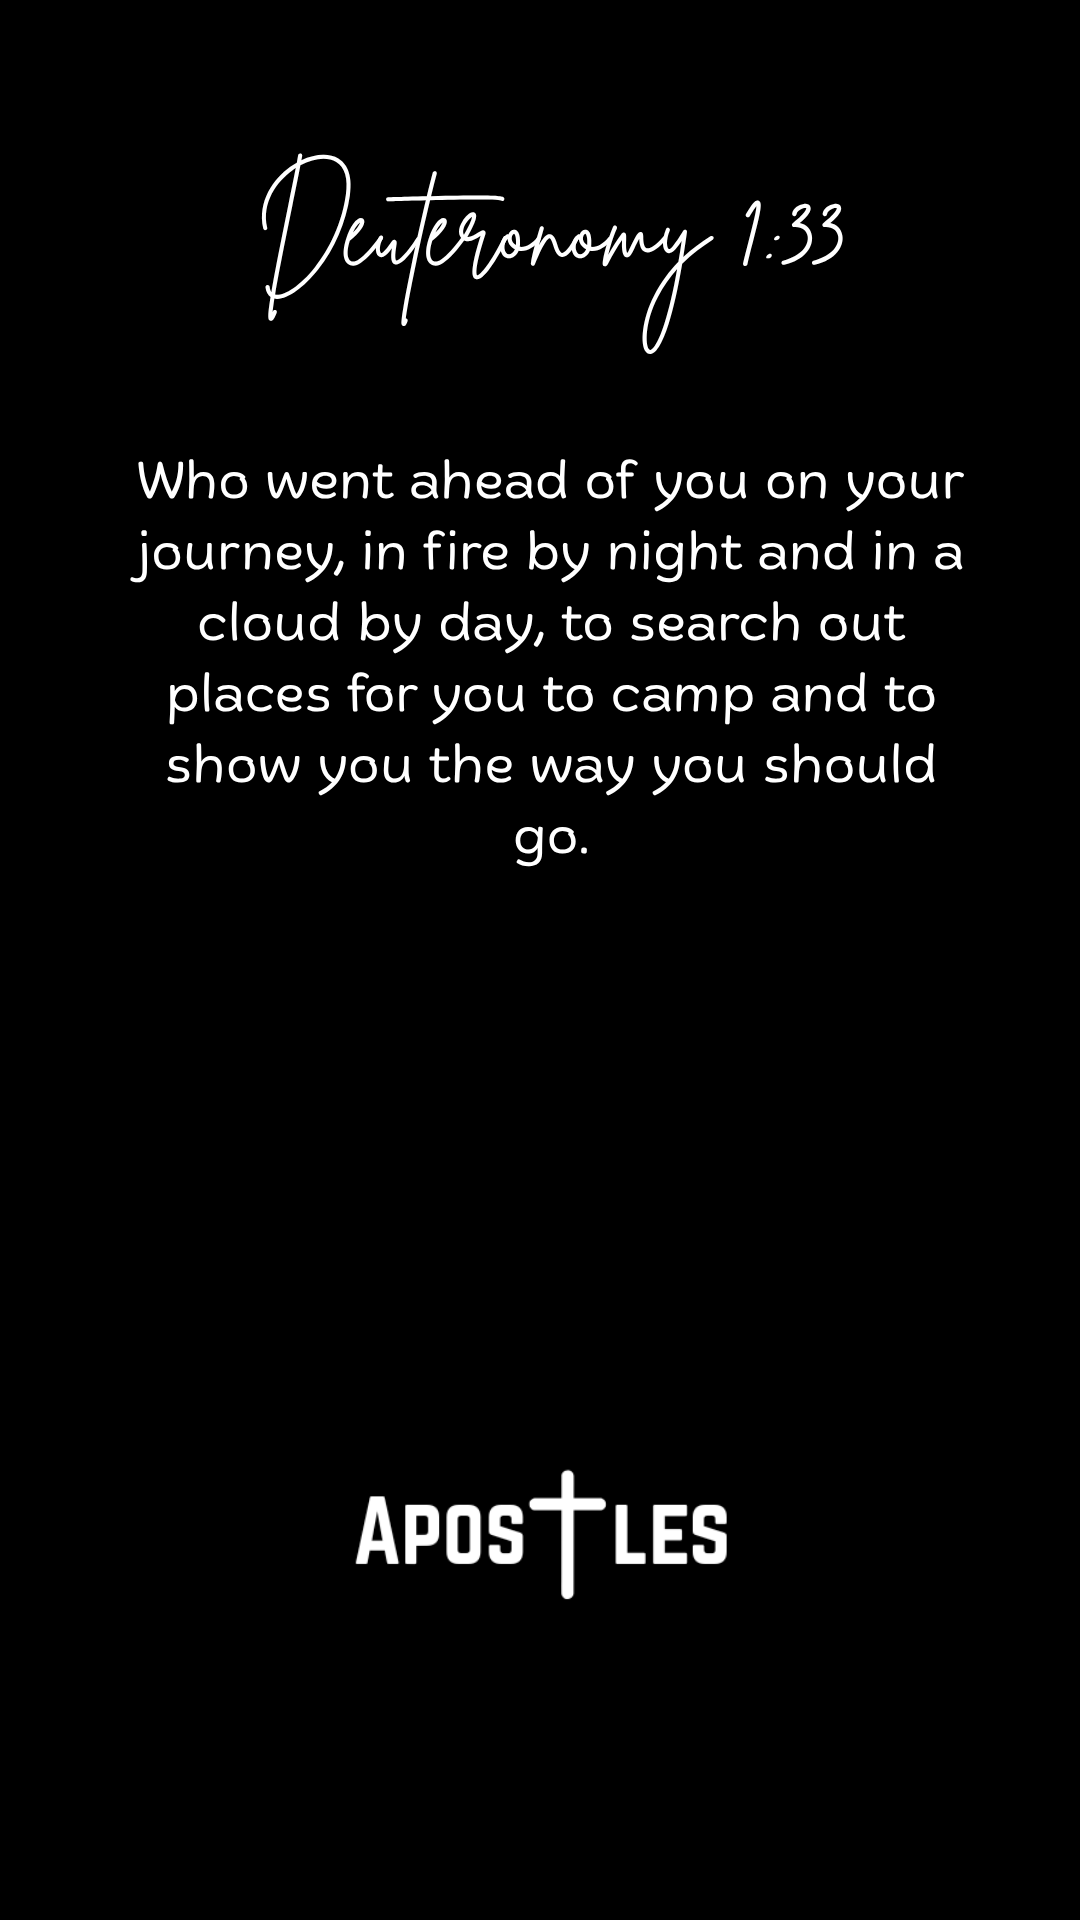 Deuteronomy 1:33
Who went ahead of you on your
journey, in fire by night and in a
cloud by day, to search out
places for you to camp and to
show you the way you should
go.
APOSTLES